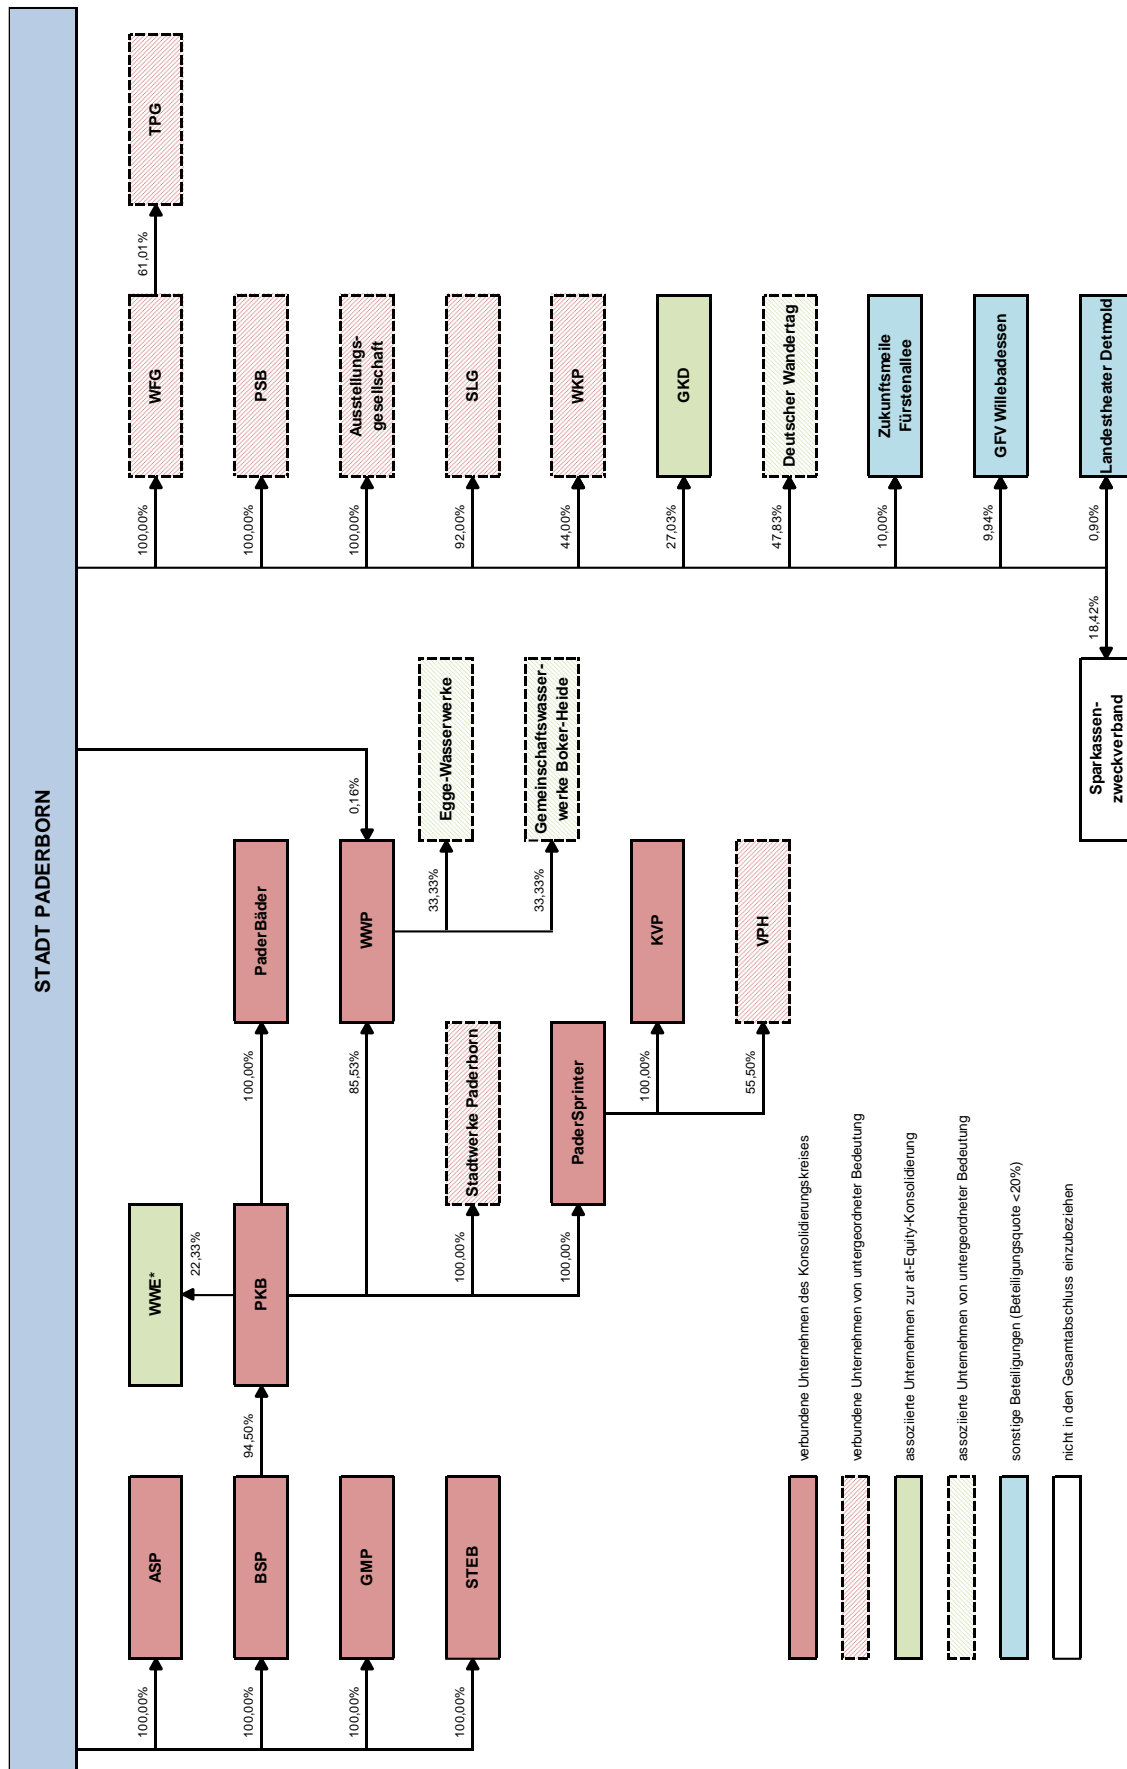 STADT PADERBORN
100,00%
ASP
100,00%
BSP
100,00%
GMP
100,00%
STEB
94,50%
PKB
22,33%
WWE*
100,00%
PaderBäder
85,53%
WWP
0,16%
100,00%
Stadtwerke Paderborn
100,00%
PaderSprinter
33,33%
Egge-Wasserwerke
33,33%
Gemeinschaftswasser-
werke Boker-Heide
100,00%
KVP
55,50%
VPH
100,00%
WFG
61,01%
TPG
100,00%
PSB
100,00%
Ausstellungs-
gesellschaft
92,00%
SLG
44,00%
WKP
27,03%
GKD
47,83%
Deutscher Wandertag
10,00%
Zukunftsmeile
Fürstenallee
9,94%
GFV Willebadessen
0,90%
Landestheater Detmold
18,42%
Sparkassen-
zweckverband
verbundene Unternehmen des Konsolidierungskreises
verbundene Unternehmen von untergeordneter Bedeutung
assoziierte Unternehmen zur at-Equity-Konsolidierung
assoziierte Unternehmen von untergeordneter Bedeutung
sonstige Beteiligungen (Beteiligungsquote <20%)
nicht in den Gesamtabschluss einzubeziehen